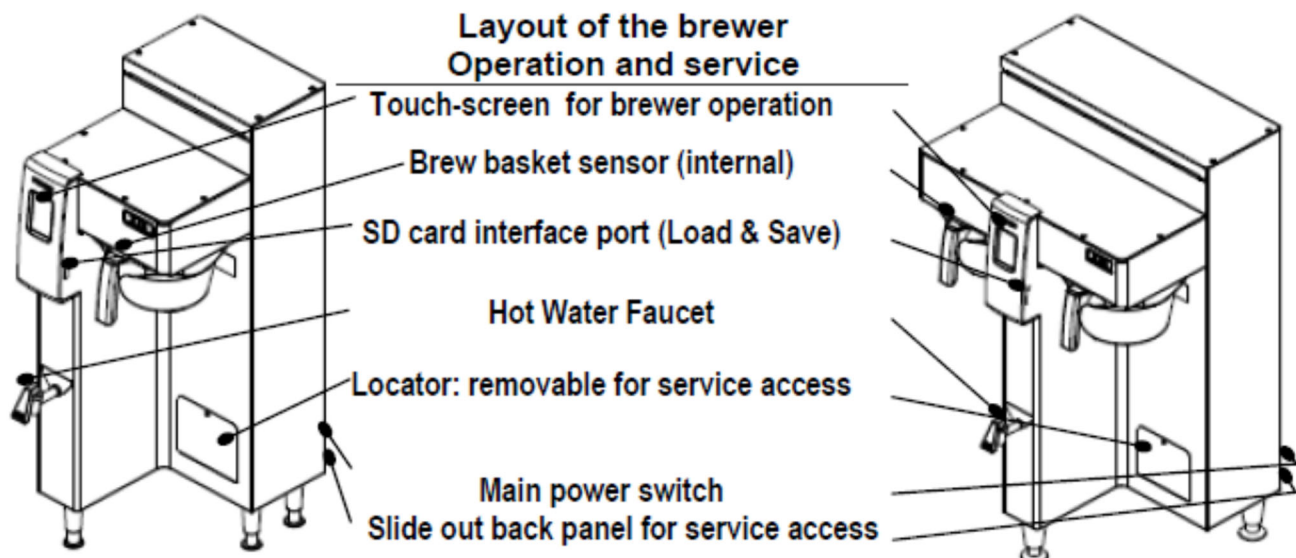 Layout of the brewer
Operation and service
Touch-screen for brewer operation
Brew basket sensor (internal)
SD card interface port (Load & Save)
Hot Water Faucet
Locator: removable for service access
Main power switch
Slide out back panel for service access